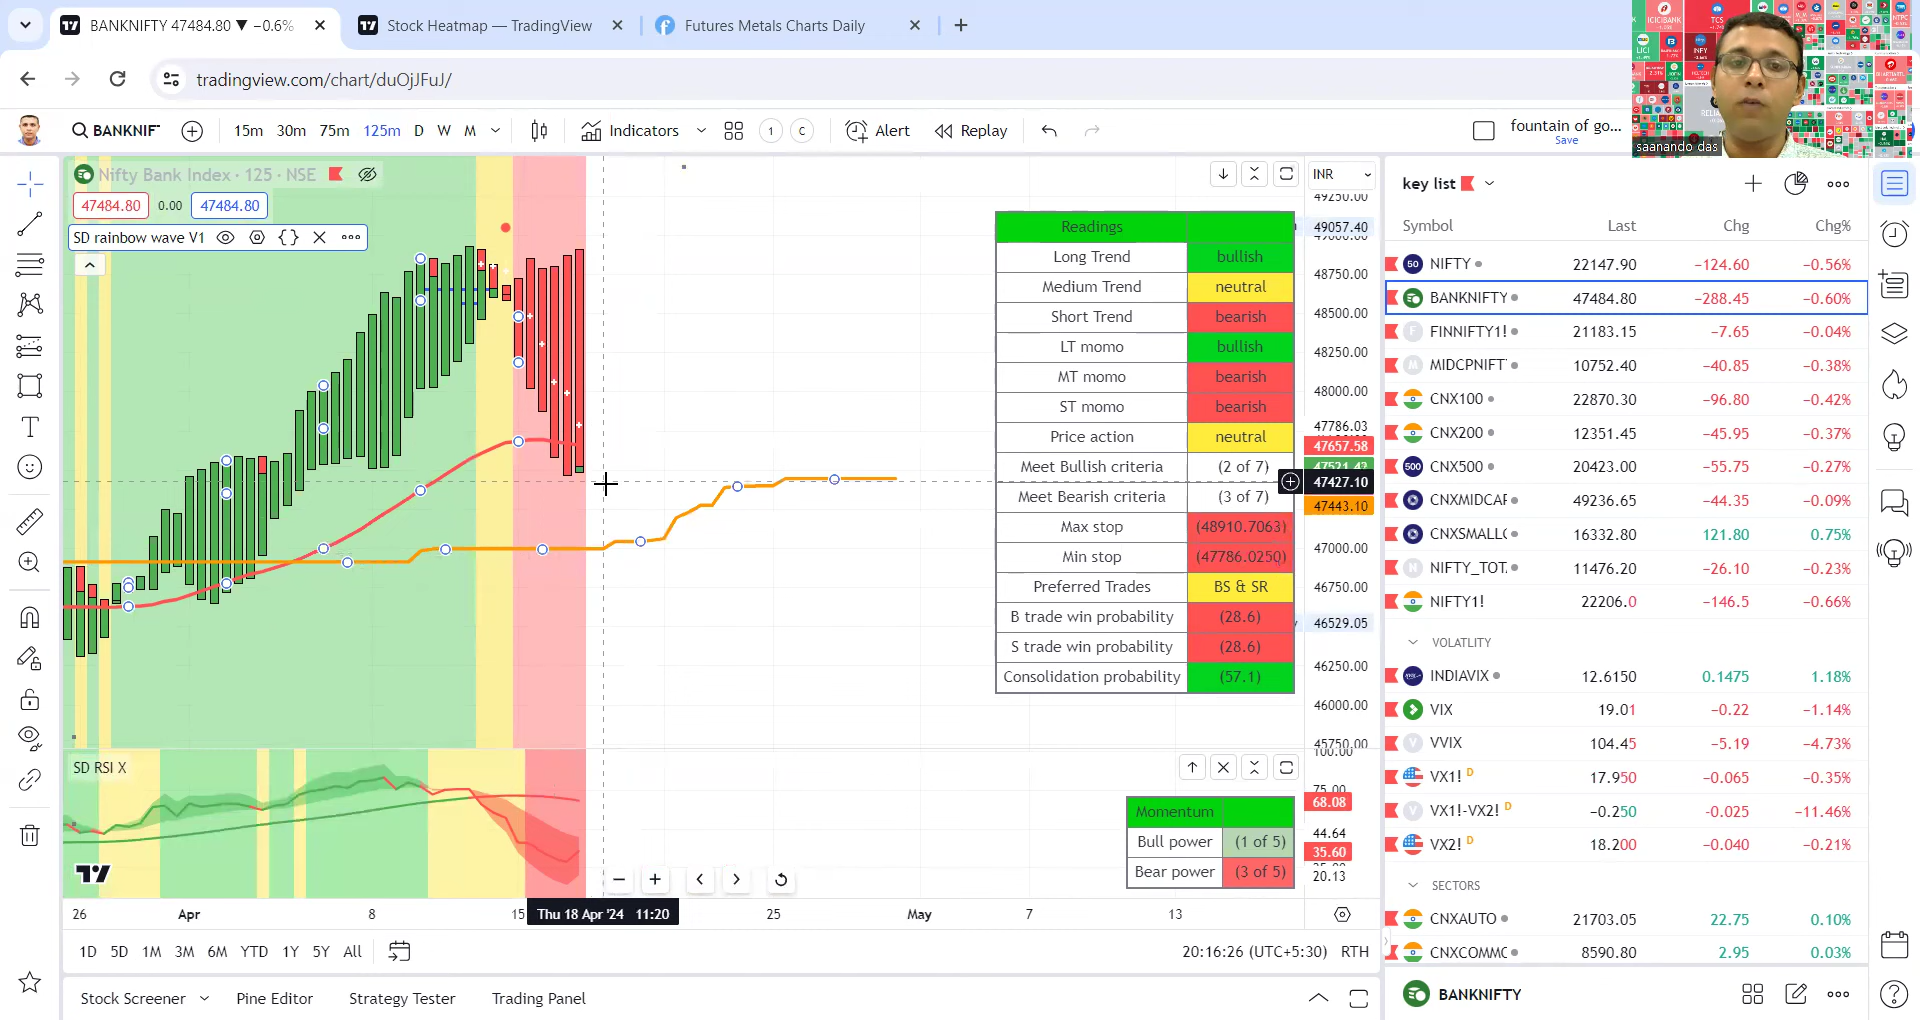 BANKNIFTY 47484.80 ▼ −0.6%
Stock Heatmap — TradingView
Futures Metals Charts Daily
tradingview.com/chart/duOjJFuJ/
BANKNIF
15m 30m 75m 125m D W M
Indicators
1 C
Alert
Replay
fountain of go...
Save
saanando das
Nifty Bank Index · 125 · NSE
47484.80 0.00 47484.80
SD rainbow wave V1
INR
49250.00
49057.40
48750.00
48500.00
48250.00
48000.00
47786.03
47657.58
47427.10
47443.10
47000.00
46750.00
46529.05
46250.00
46000.00
45750.00
Readings
Long Trend bullish
Medium Trend neutral
Short Trend bearish
LT momo bullish
MT momo bearish
ST momo bearish
Price action neutral
Meet Bullish criteria (2 of 7)
Meet Bearish criteria (3 of 7)
Max stop (48910.7063)
Min stop (47786.0250)
Preferred Trades BS & SR
B trade win probability (28.6)
S trade win probability (28.6)
Consolidation probability (57.1)
SD RSI X
100.00
75.00
68.08
44.64
35.60
20.13
Momentum
Bull power (1 of 5)
Bear power (3 of 5)
26 Apr 8 15 Thu 18 Apr '24 11:20 25 May 7 13
1D 5D 1M 3M 6M YTD 1Y 5Y All
20:16:26 (UTC+5:30) RTH
Stock Screener Pine Editor Strategy Tester Trading Panel
key list
Symbol Last Chg Chg%
NIFTY 22147.90 −124.60 −0.56%
BANKNIFTY 47484.80 −288.45 −0.60%
FINNIFTY1! 21183.15 −7.65 −0.04%
MIDCPNIFT 10752.40 −40.85 −0.38%
CNX100 22870.30 −96.80 −0.42%
CNX200 12351.45 −45.95 −0.37%
CNX500 20423.00 −55.75 −0.27%
CNXMIDCAF 49236.65 −44.35 −0.09%
CNXSMALL 16332.80 121.80 0.75%
NIFTY_TOT. 11476.20 −26.10 −0.23%
NIFTY1! 22206.0 −146.5 −0.66%
VOLATLITY
INDIAVIX 12.6150 0.1475 1.18%
VIX 19.01 −0.22 −1.14%
VVIX 104.45 −5.19 −4.73%
VX1! D 17.950 −0.065 −0.35%
VX1!-VX2! D −0.250 −0.025 −11.46%
VX2! D 18.200 −0.040 −0.21%
SECTORS
CNXAUTO 21703.05 22.75 0.10%
CNXCOMMC 8590.80 2.95 0.03%
BANKNIFTY